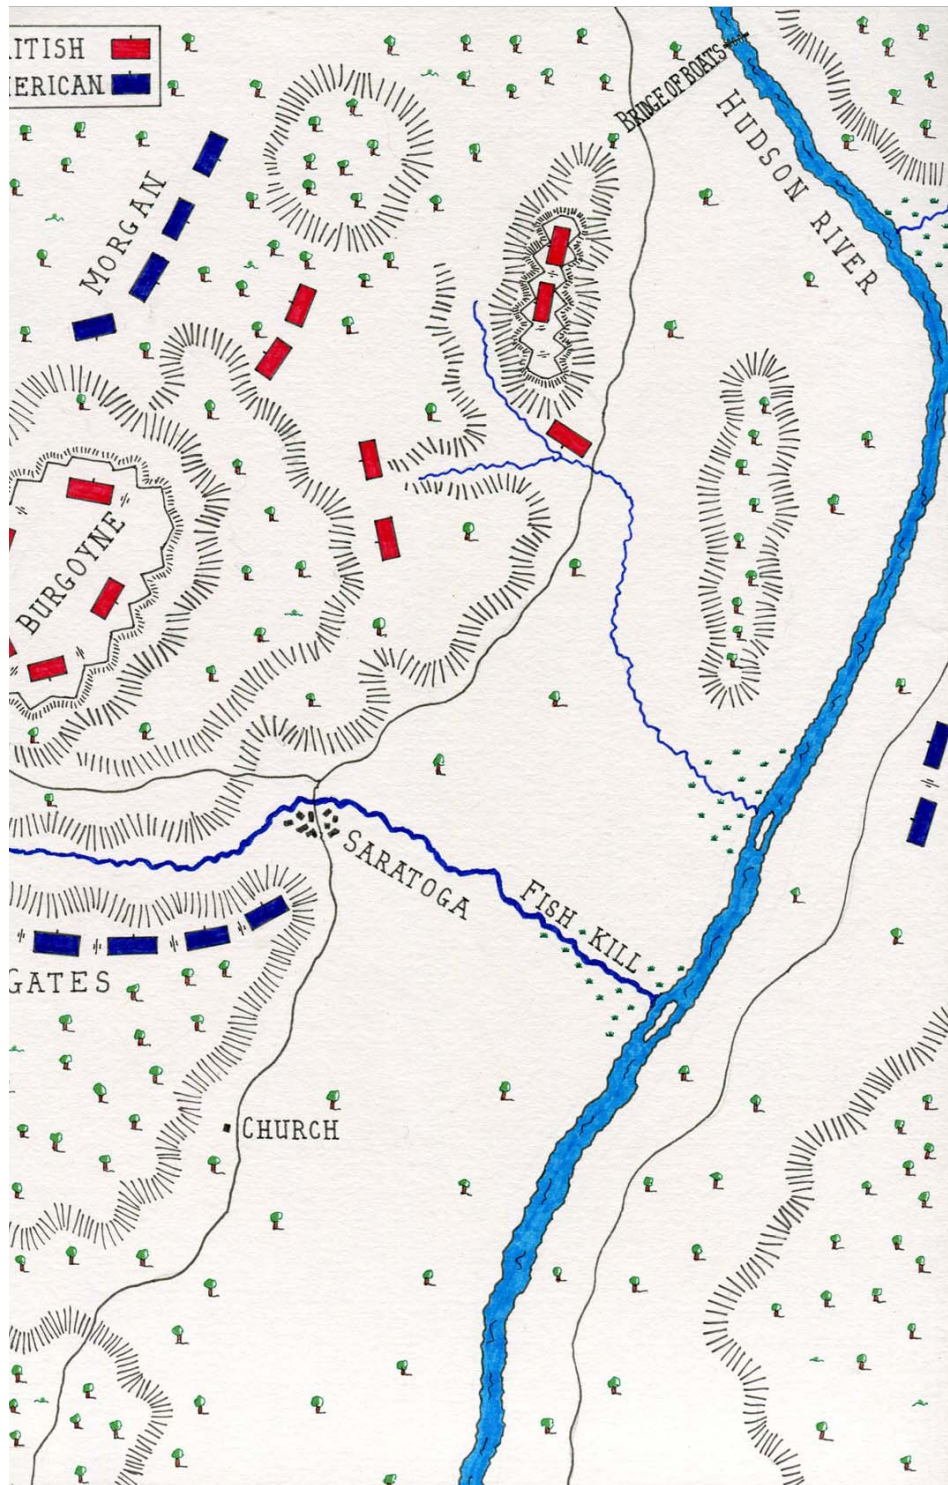 ITISH
ERICAN
BRIDGE OF BOATS
HUDSON RIVER
MORGAN
BURGOYNE
SARATOGA
FISH KILL
GATES
CHURCH